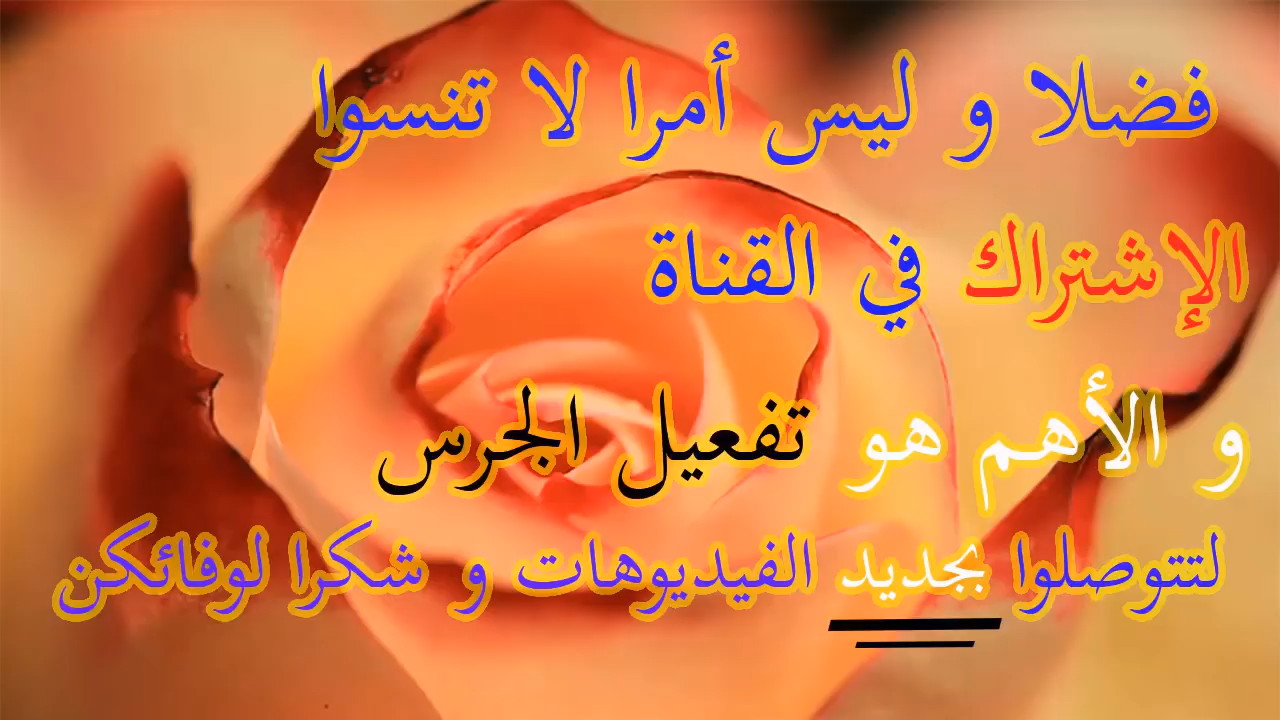 فضلا و ليس أمرا لا تنسوا
الإشتراك في القناة
و الأهم هو تفعيل الجرس
لتتوصلوا بجديد الفيديوهات و شكرا لوفائكن